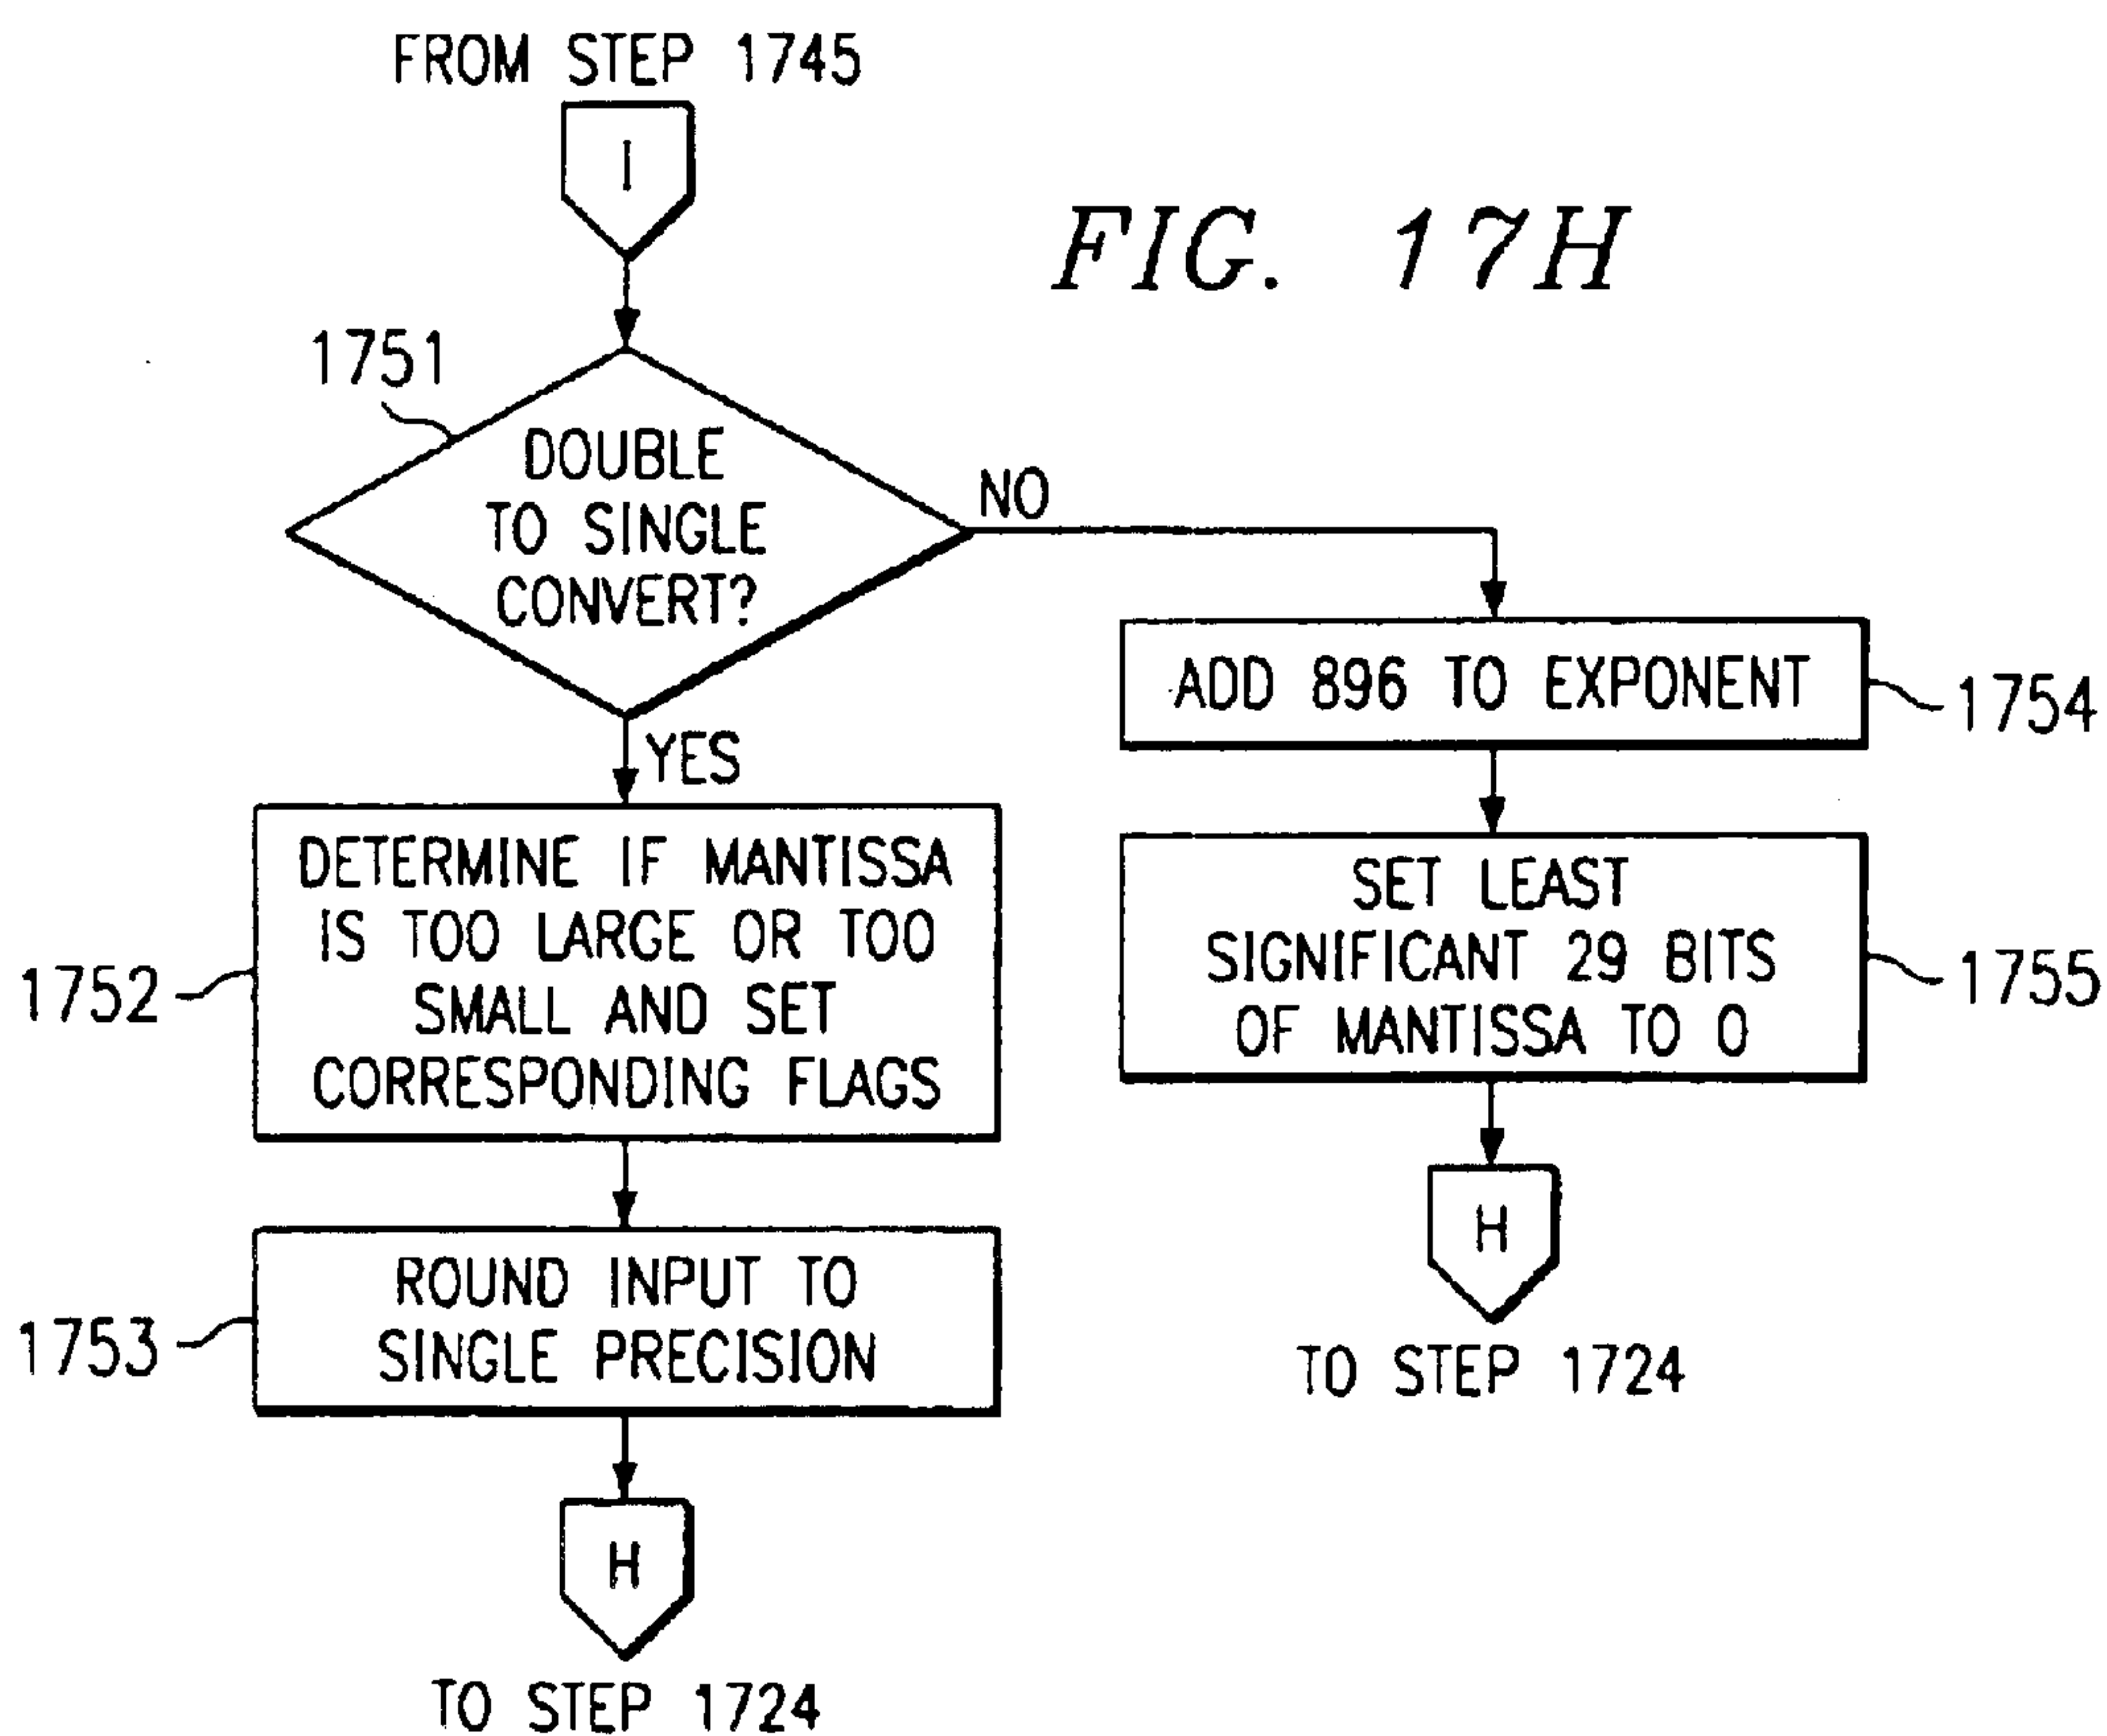 FROM STEP 1745
I
FIG. 17H
1751
DOUBLE
TO SINGLE
CONVERT?
NO
YES
ADD 896 TO EXPONENT
1754
DETERMINE IF MANTISSA
IS TOO LARGE OR TOO
SMALL AND SET
CORRESPONDING FLAGS
1752
SET LEAST
SIGNIFICANT 29 BITS
OF MANTISSA TO 0
1755
H
TO STEP 1724
ROUND INPUT TO
SINGLE PRECISION
1753
H
TO STEP 1724